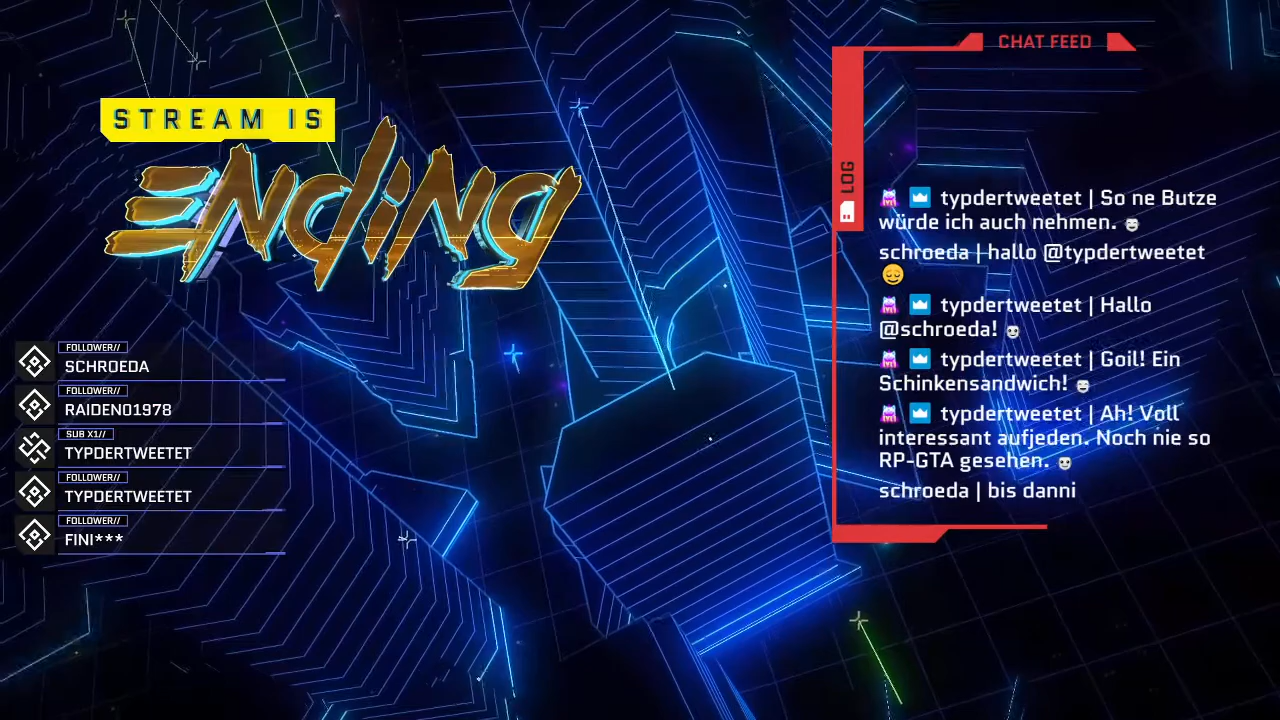 STREAM IS
ENDING
FOLLOWER//
SCHROEDA
FOLLOWER//
RAIDEN01978
SUB X1//
TYPDERTWEETET
FOLLOWER//
TYPDERTWEETET
FOLLOWER//
FINI***
CHAT FEED
LOG
typdertweetet | So ne Butze
würde ich auch nehmen.
schroeda | hallo @typdertweetet
typdertweetet | Hallo
@schroeda!
typdertweetet | Goil! Ein
Schinkensandwich!
typdertweetet | Ah! Voll
interessant aufjeden. Noch nie so
RP-GTA gesehen.
schroeda | bis danni